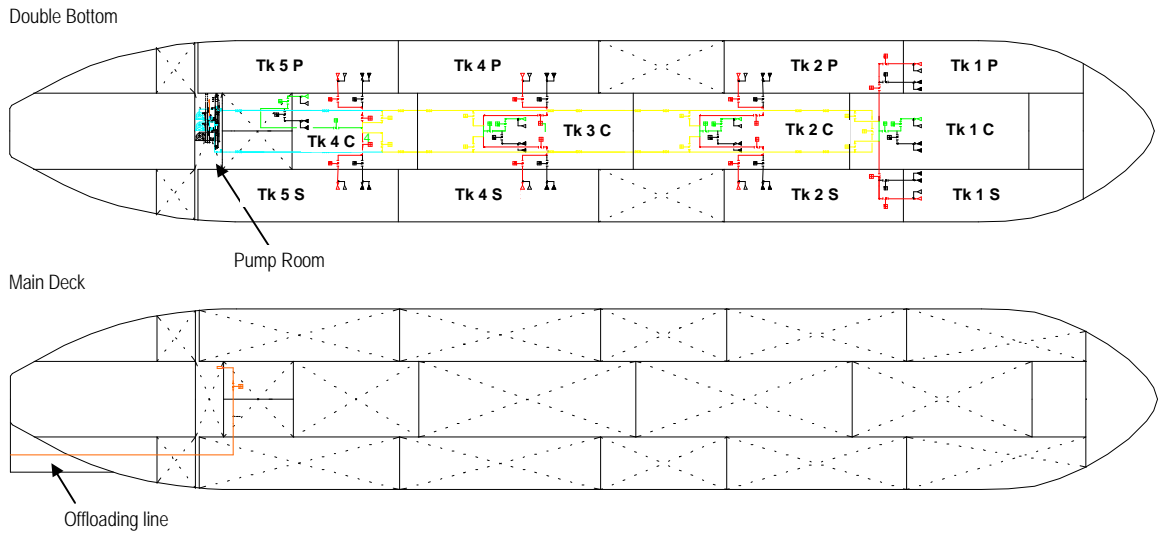 Double Bottom
Tk 5 P
Tk 4 P
Tk 2 P
Tk 1 P
Tk 4 C
4
Tk 3 C
Tk 2 C
Tk 1 C
Tk 5 S
Tk 4 S
Tk 2 S
Tk 1 S
Pump Room
Main Deck
Offloading line